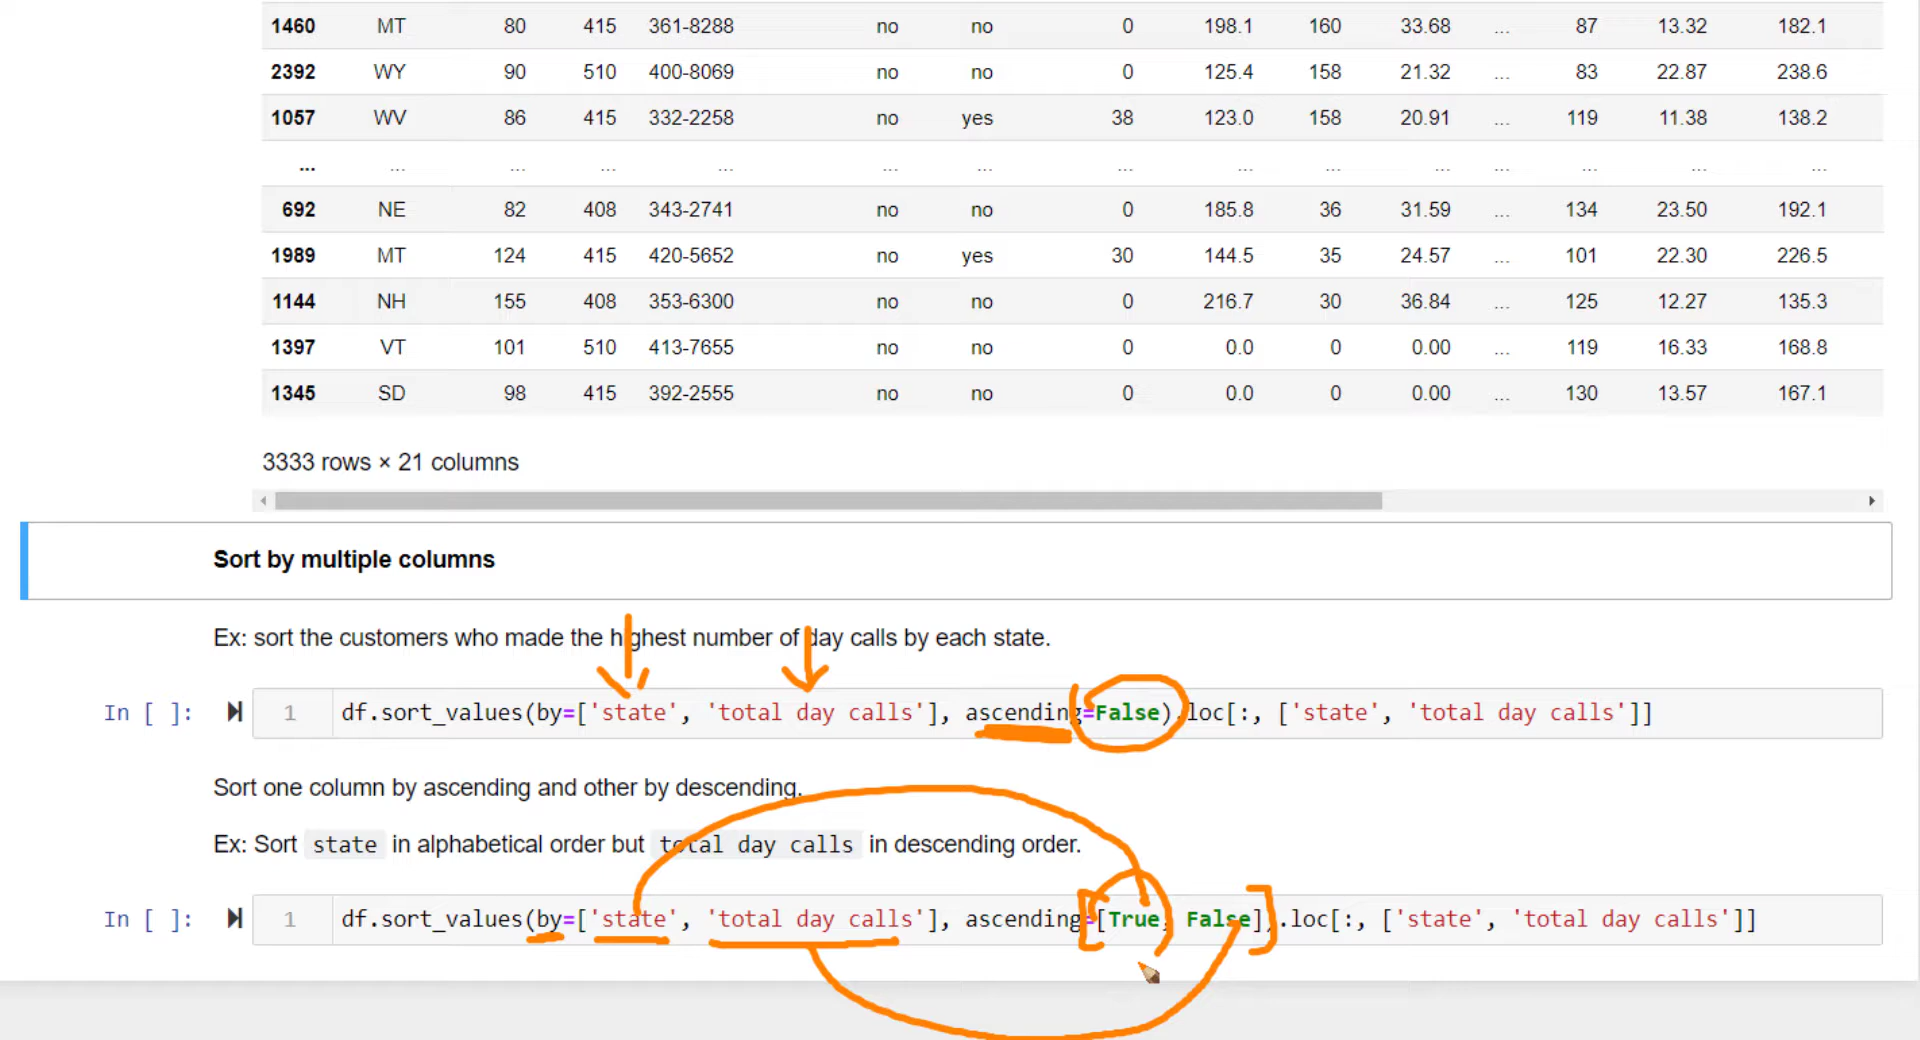 1460 MT 80 415 361-8288 no no 0 198.1 160 33.68 ... 87 13.32 182.1
2392 WY 90 510 400-8069 no no 0 125.4 158 21.32 ... 83 22.87 238.6
1057 WV 86 415 332-2258 no yes 38 123.0 158 20.91 ... 119 11.38 138.2
... ... ... ... ... ... ... ... ... ... ... ... ... ... ...
692 NE 82 408 343-2741 no no 0 185.8 36 31.59 ... 134 23.50 192.1
1989 MT 124 415 420-5652 no yes 30 144.5 35 24.57 ... 101 22.30 226.5
1144 NH 155 408 353-6300 no no 0 216.7 30 36.84 ... 125 12.27 135.3
1397 VT 101 510 413-7655 no no 0 0.0 0 0.00 ... 119 16.33 168.8
1345 SD 98 415 392-2555 no no 0 0.0 0 0.00 ... 130 13.57 167.1
3333 rows × 21 columns
Sort by multiple columns
Ex: sort the customers who made the highest number of day calls by each state.
In [ ]: 1 df.sort_values(by=['state', 'total day calls'], ascending=False).loc[:, ['state', 'total day calls']]
Sort one column by ascending and other by descending.
Ex: Sort state in alphabetical order but total day calls in descending order.
In [ ]: 1 df.sort_values(by=['state', 'total day calls'], ascending=[True, False]).loc[:, ['state', 'total day calls']]